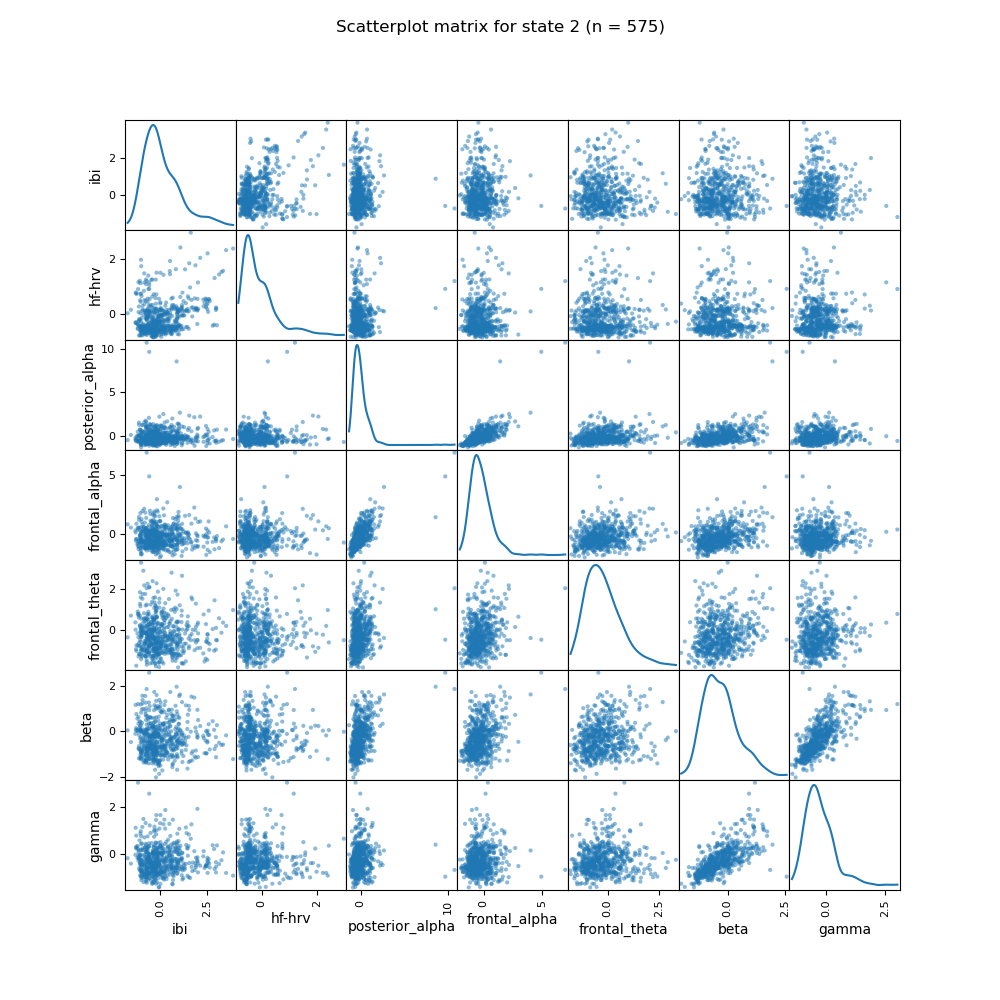 Scatterplot matrix for state 2 (n = 575)
ibi
2
0
hf-hrv
2
0
posterior_alpha
10
5
0
frontal_alpha
5
0
frontal_theta
2
0
beta
2
0
−2
gamma
2
0
0.0 2.5 0 2 0 10 0 5 0.0 2.5 0.0 2.5 0.0 2.5
ibi hf-hrv posterior_alpha frontal_alpha frontal_theta beta gamma